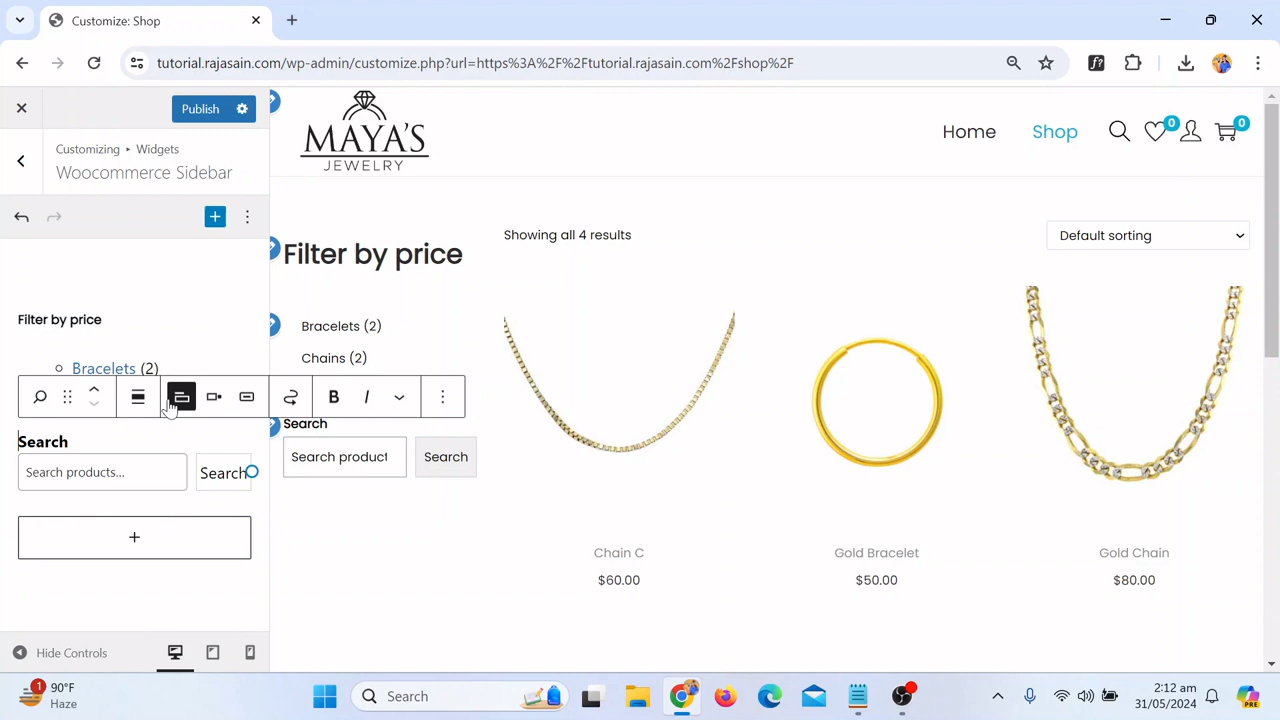 Customize: Shop
tutorial.rajasain.com/wp-admin/customize.php?url=https%3A%2F%2Ftutorial.rajasain.com%2Fshop%2F
Publish
Customizing ▸ Widgets
Woocommerce Sidebar
Filter by price
Bracelets (2)
B I
Search
Search products...
Search
+
Hide Controls
MAYA'S
JEWELRY
Home
Shop
0
0
Filter by price
Showing all 4 results
Default sorting
Bracelets (2)
Chains (2)
Search
Search product
Search
Chain C
$60.00
Gold Bracelet
$50.00
Gold Chain
$80.00
1
90°F
Haze
Search
2:12 am
31/05/2024
PRE